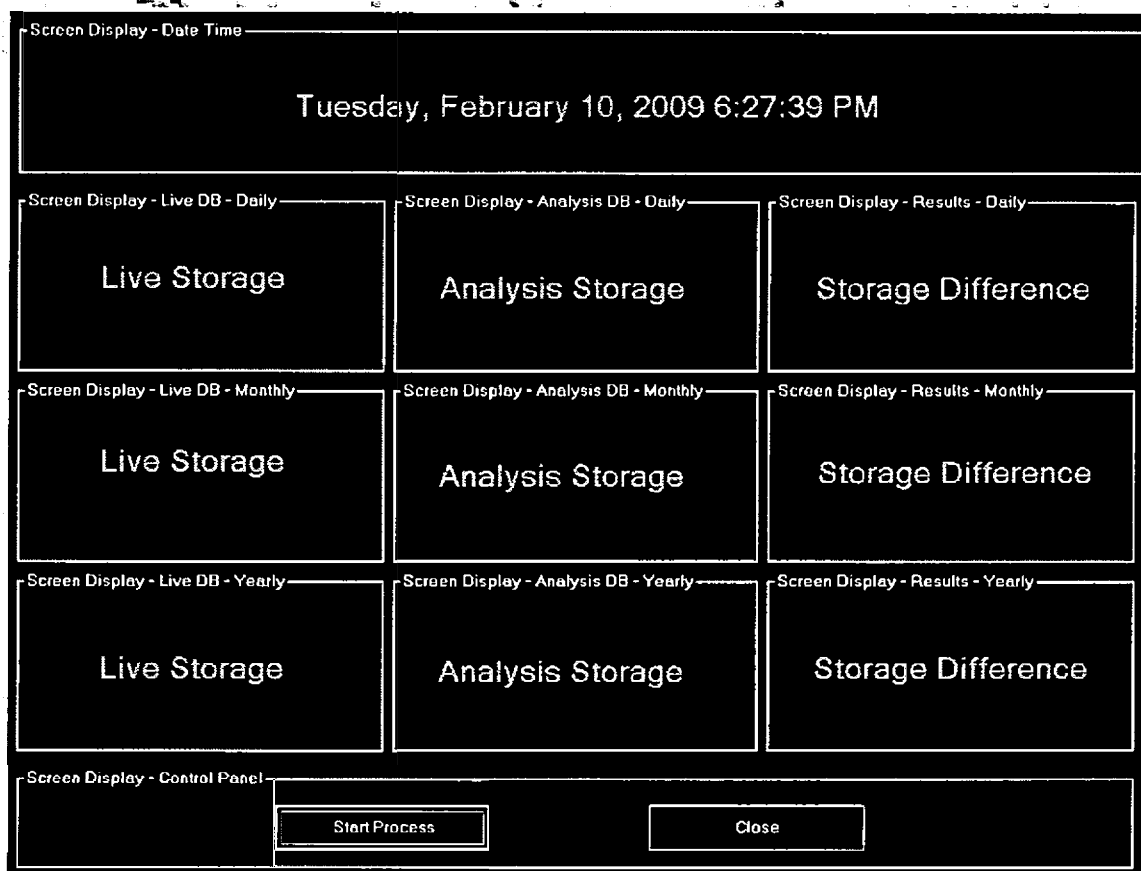 Screen Display - Date Time
Tuesday, February 10, 2009 6:27:39 PM
Screen Display - Live DB - Daily
Screen Display - Analysis DB - Daily
Screen Display - Results - Daily
Live Storage
Analysis Storage
Storage Difference
Screen Display - Live DB - Monthly
Screen Display - Analysis DB - Monthly
Screen Display - Results - Monthly
Live Storage
Analysis Storage
Storage Difference
Screen Display - Live DB - Yearly
Screen Display - Analysis DB - Yearly
Screen Display - Results - Yearly
Live Storage
Analysis Storage
Storage Difference
Screen Display - Control Panel
Start Process
Close